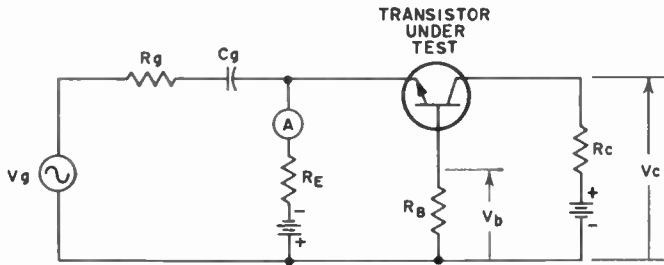 TRANSISTOR
UNDER
TEST
Rg
Cg
A
Vg
RE
-
+
RB
Vb
Rc
+
-
Vc